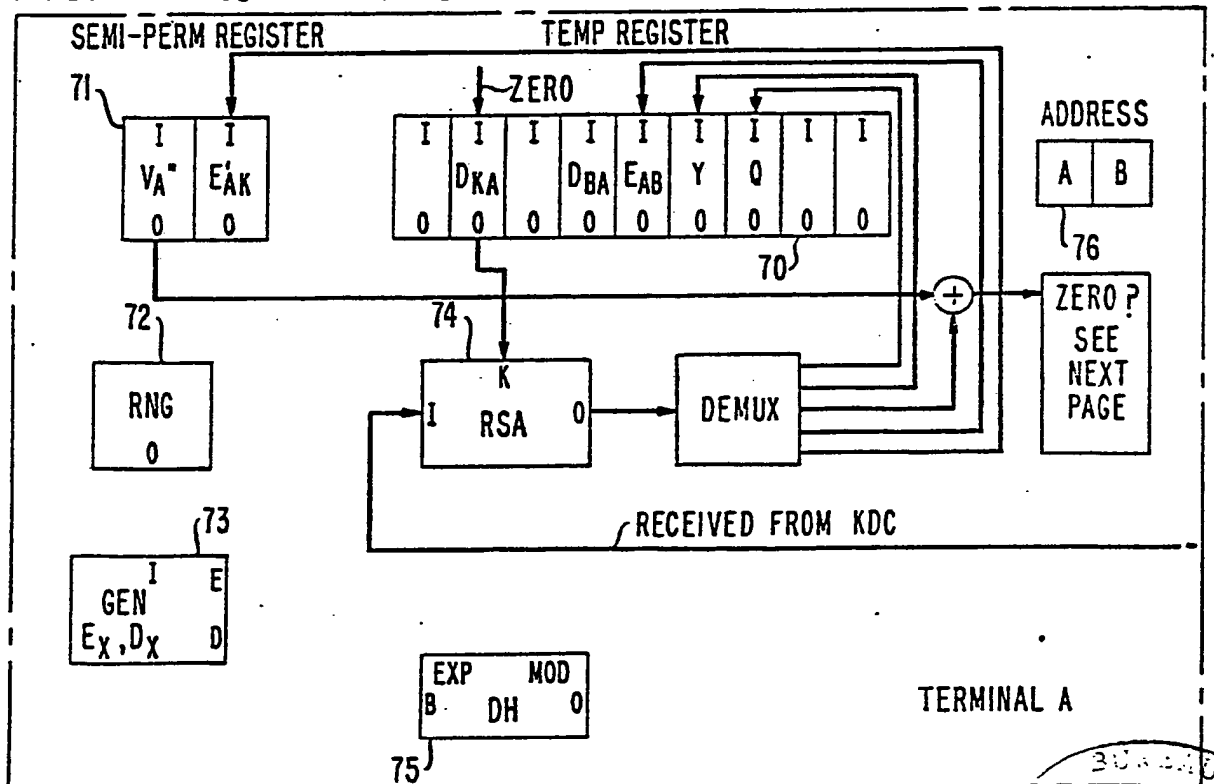 SEMI-PERM REGISTER
TEMP REGISTER
71
ZERO
I I
V_A" E'_AK
0 0
I I I I I I I I I
D_KA D_BA E_AB Y Q
0 0 0 0 0 0 0 0 0
70
ADDRESS
A B
76
+
ZERO?
SEE
NEXT
PAGE
72
RNG
0
74
K
I RSA 0
DEMUX
RECEIVED FROM KDC
73
I E
GEN
E_X, D_X D
EXP MOD
B DH 0
75
TERMINAL A